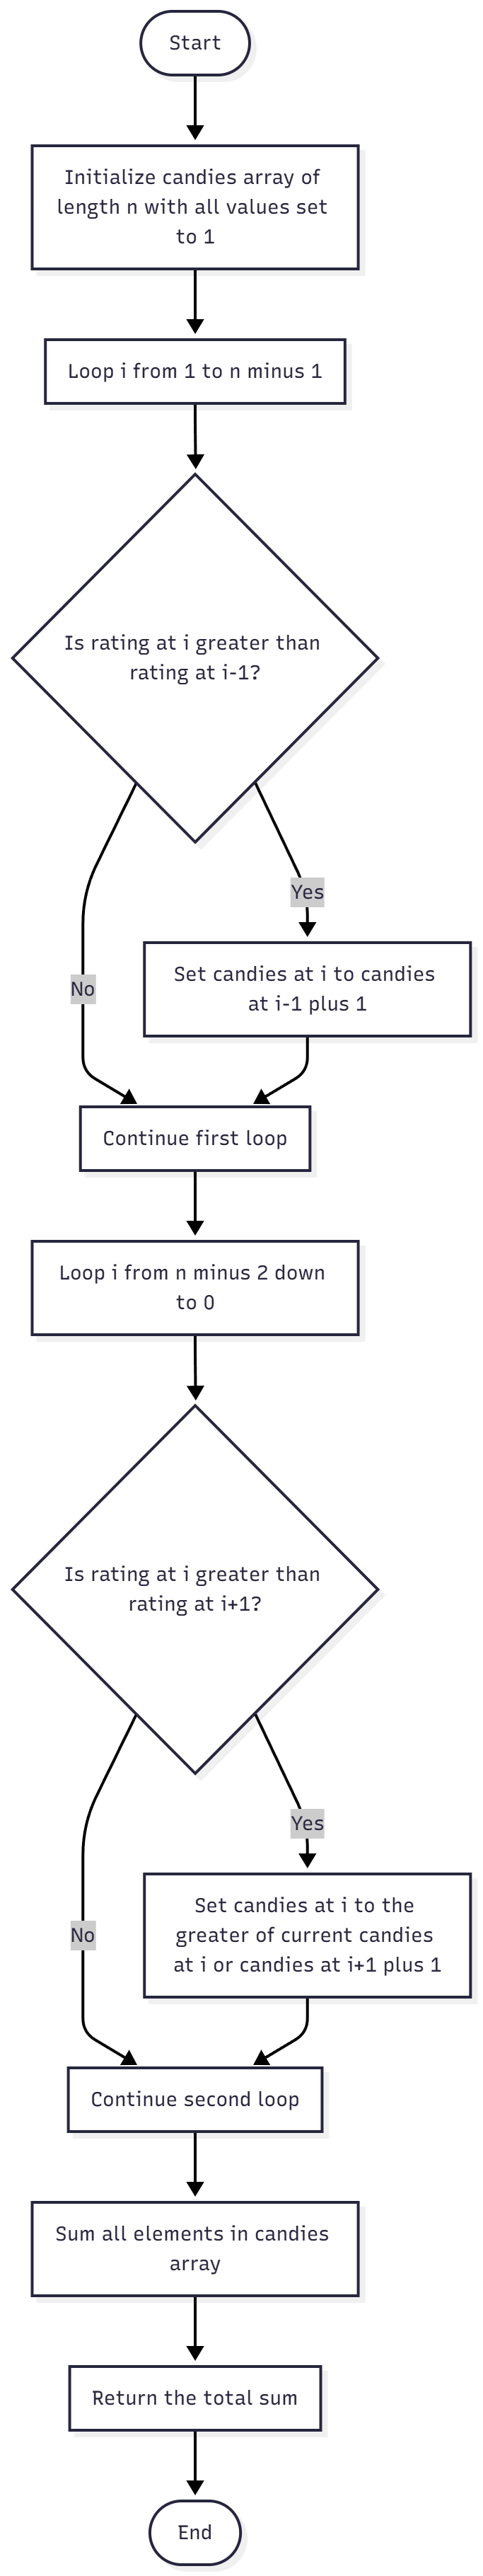 Start
Initialize candies array of
length n with all values set
to 1
Loop i from 1 to n minus 1
Is rating at i greater than
rating at i-1?
Yes
No
Set candies at i to candies
at i-1 plus 1
Continue first loop
Loop i from n minus 2 down
to 0
Is rating at i greater than
rating at i+1?
Yes
No
Set candies at i to the
greater of current candies
at i or candies at i+1 plus 1
Continue second loop
Sum all elements in candies
array
Return the total sum
End